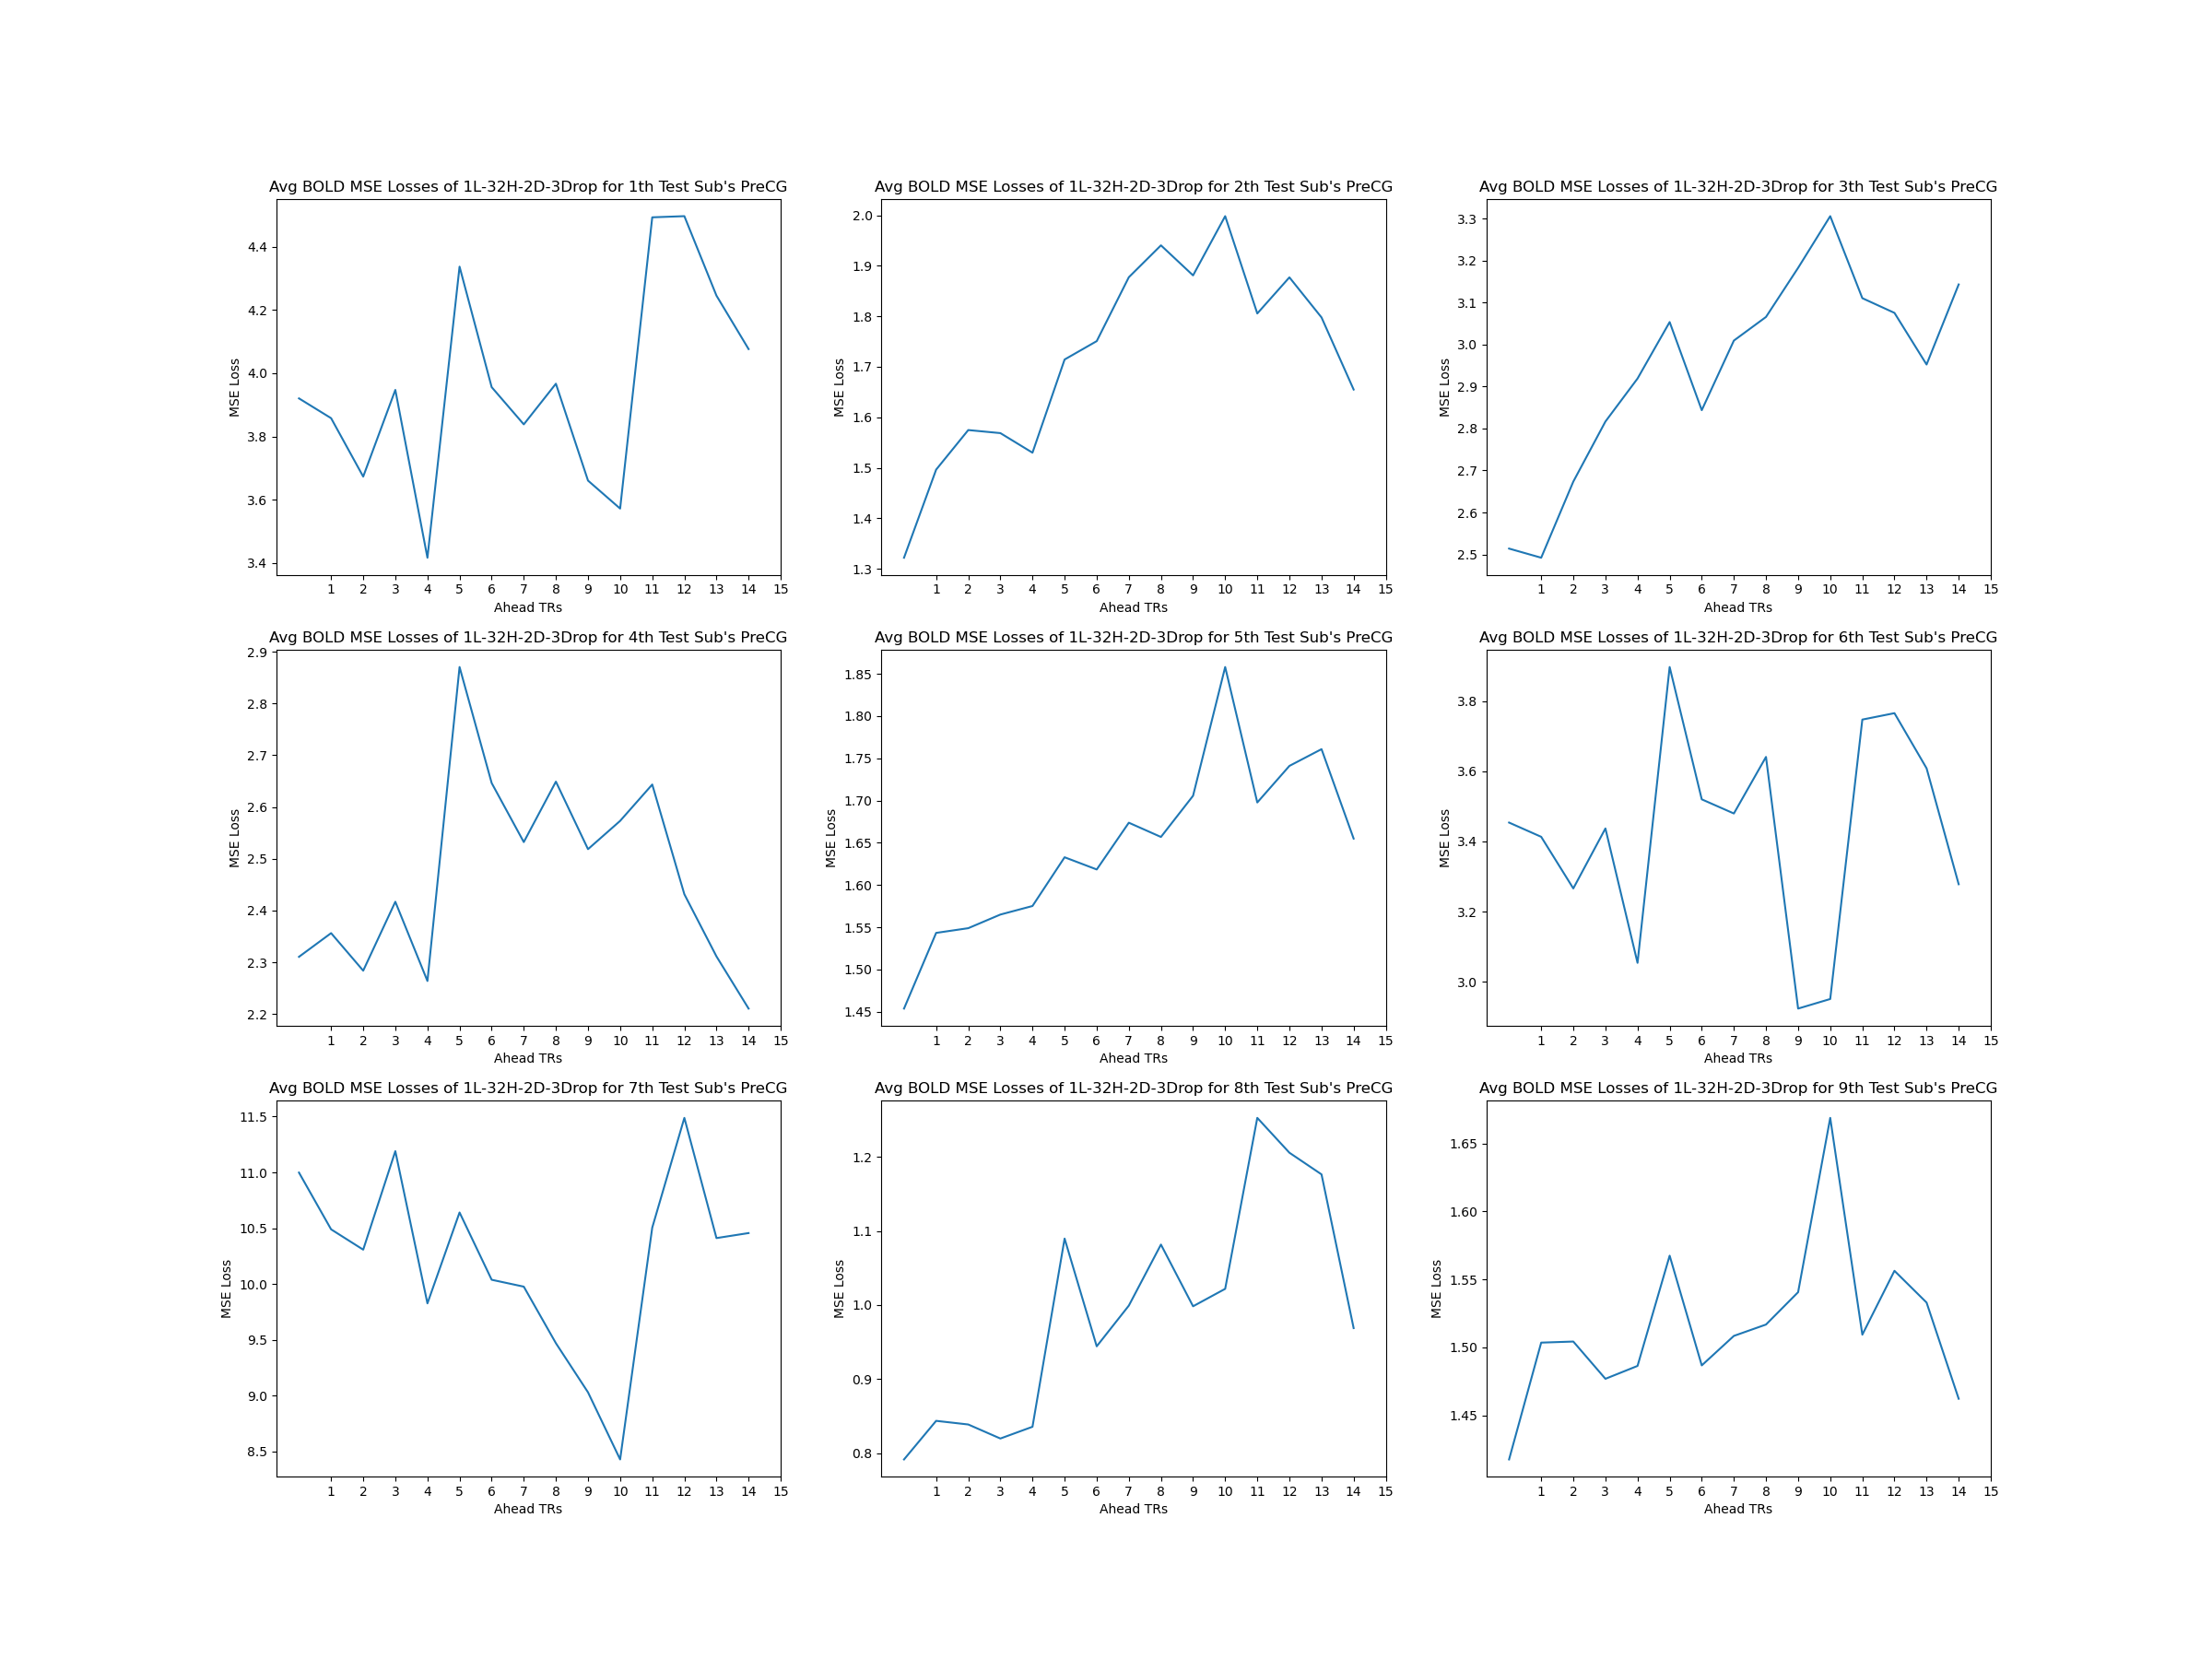 Avg BOLD MSE Losses of 1L-32H-2D-3Drop for 1th Test Sub's PreCG
MSE Loss
4.4
4.2
4.0
3.8
3.6
3.4
1 2 3 4 5 6 7 8 9 10 11 12 13 14 15
Ahead TRs
Avg BOLD MSE Losses of 1L-32H-2D-3Drop for 2th Test Sub's PreCG
MSE Loss
2.0
1.9
1.8
1.7
1.6
1.5
1.4
1.3
1 2 3 4 5 6 7 8 9 10 11 12 13 14 15
Ahead TRs
Avg BOLD MSE Losses of 1L-32H-2D-3Drop for 3th Test Sub's PreCG
MSE Loss
3.3
3.2
3.1
3.0
2.9
2.8
2.7
2.6
2.5
1 2 3 4 5 6 7 8 9 10 11 12 13 14 15
Ahead TRs
Avg BOLD MSE Losses of 1L-32H-2D-3Drop for 4th Test Sub's PreCG
MSE Loss
2.9
2.8
2.7
2.6
2.5
2.4
2.3
2.2
1 2 3 4 5 6 7 8 9 10 11 12 13 14 15
Ahead TRs
Avg BOLD MSE Losses of 1L-32H-2D-3Drop for 5th Test Sub's PreCG
MSE Loss
1.85
1.80
1.75
1.70
1.65
1.60
1.55
1.50
1.45
1 2 3 4 5 6 7 8 9 10 11 12 13 14 15
Ahead TRs
Avg BOLD MSE Losses of 1L-32H-2D-3Drop for 6th Test Sub's PreCG
MSE Loss
3.8
3.6
3.4
3.2
3.0
1 2 3 4 5 6 7 8 9 10 11 12 13 14 15
Ahead TRs
Avg BOLD MSE Losses of 1L-32H-2D-3Drop for 7th Test Sub's PreCG
MSE Loss
11.5
11.0
10.5
10.0
9.5
9.0
8.5
1 2 3 4 5 6 7 8 9 10 11 12 13 14 15
Ahead TRs
Avg BOLD MSE Losses of 1L-32H-2D-3Drop for 8th Test Sub's PreCG
MSE Loss
1.2
1.1
1.0
0.9
0.8
1 2 3 4 5 6 7 8 9 10 11 12 13 14 15
Ahead TRs
Avg BOLD MSE Losses of 1L-32H-2D-3Drop for 9th Test Sub's PreCG
MSE Loss
1.65
1.60
1.55
1.50
1.45
1 2 3 4 5 6 7 8 9 10 11 12 13 14 15
Ahead TRs